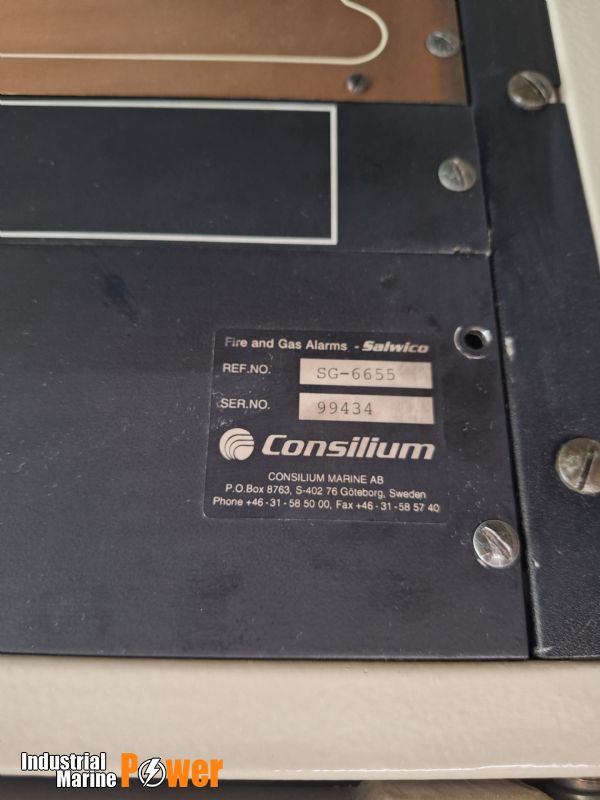 Fire and Gas Alarms - Salwico
REF.NO. SG-6655
SER.NO. 99434
Consilium
CONSILIUM MARINE AB
P.O.Box 8763, S-402 76 Göteborg, Sweden
Phone +46-31-58 50 00, Fax +46-31-58 57 40
Industrial
Marine Power